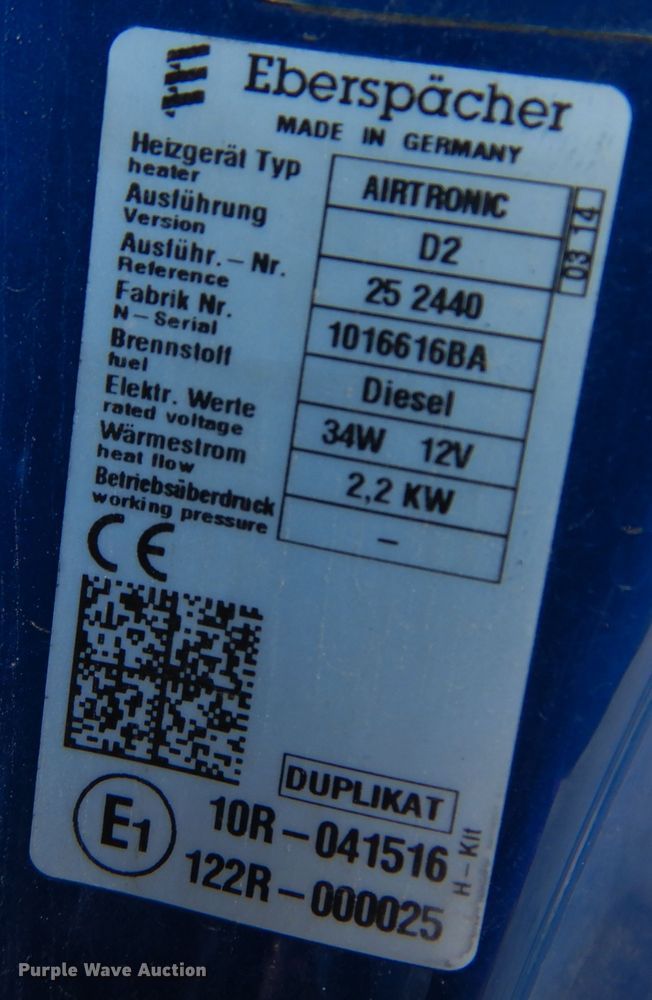 Eberspächer
MADE IN GERMANY
Heizgerät Typ AIRTRONIC
heater
Ausführung D2
Version
Ausführ.-Nr. 25 2440
Reference
Fabrik Nr. 1016616BA
N-Serial
Brennstoff Diesel
fuel
Elektr. Werte 34W 12V
rated voltage
Wärmestrom 2,2 KW
heat flow
Betriebsüberdruck -
working pressure
03 14
CE
DUPLIKAT
E1 10R-041516
122R-000025
H-Kit
Purple Wave Auction